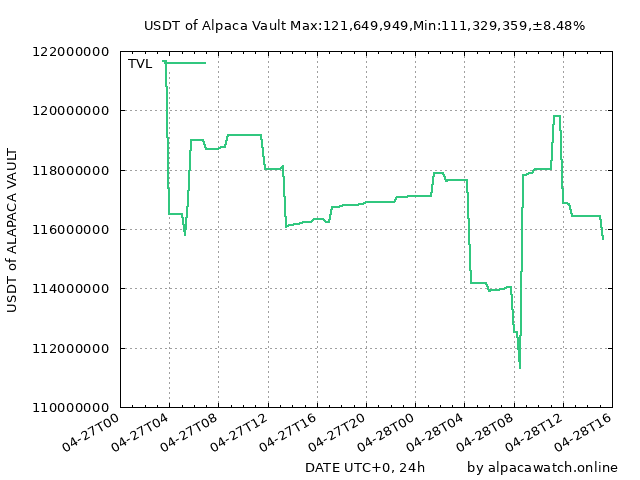 USDT of Alpaca Vault Max:121,649,949,Min:111,329,359,±8.48%
122000000
TVL
120000000
118000000
116000000
114000000
112000000
110000000
USDT of ALAPACA VAULT
04-27T00
04-27T04
04-27T08
04-27T12
04-27T16
04-27T20
04-28T00
04-28T04
04-28T08
04-28T12
04-28T16
DATE UTC+0, 24h
by alpacawatch.online